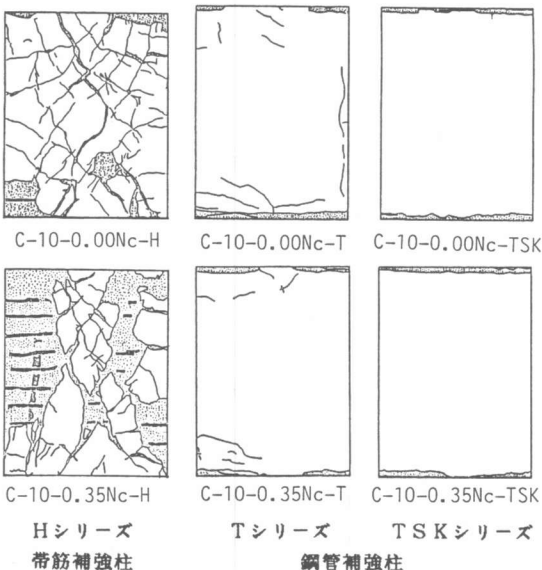 C-10-0.00Nc-H C-10-0.00Nc-T C-10-0.00Nc-TSK
C-10-0.35Nc-H C-10-0.35Nc-T C-10-0.35Nc-TSK
Hシリーズ Tシリーズ TSKシリーズ
帯筋補強柱 鋼管補強柱